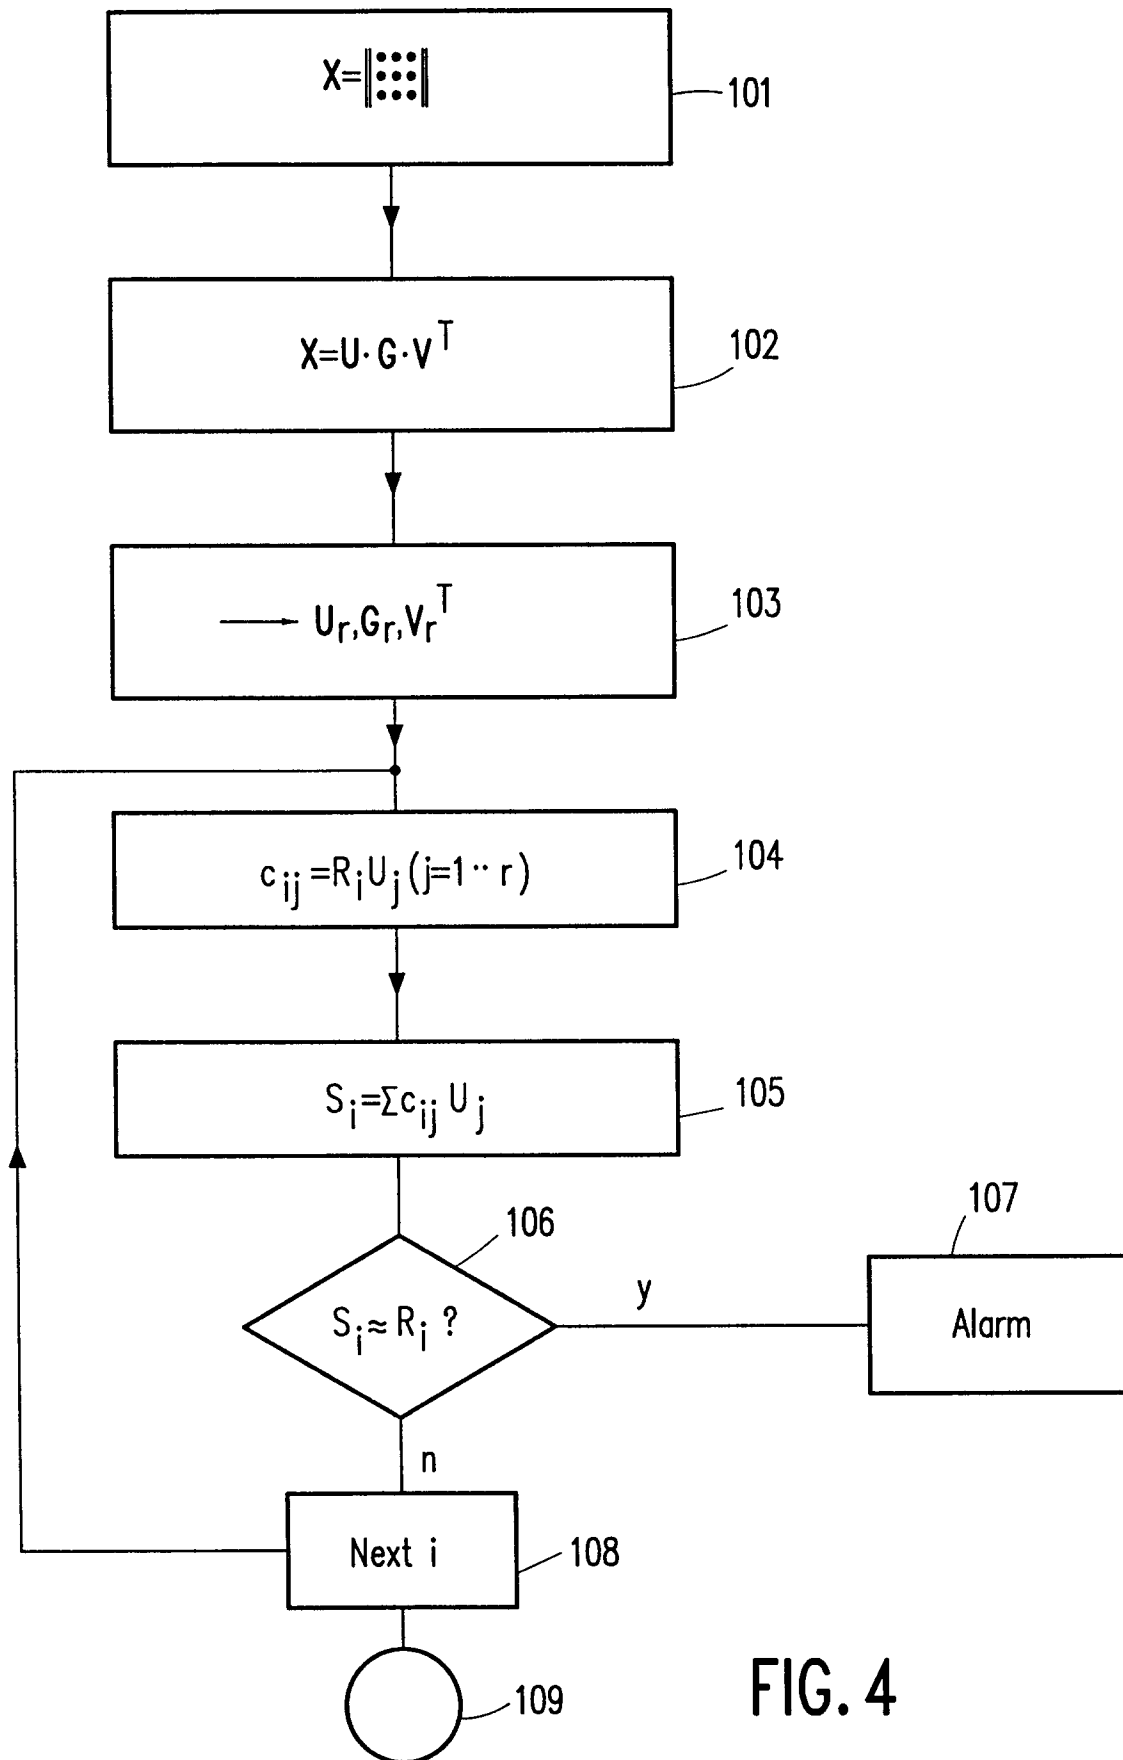 X=‖•••
•••
•••‖
101
X=U·G·V^T
102
→ U_r,G_r,V_r^T
103
c_ij=R_iU_j(j=1··r)
104
S_i=Σc_ij U_j
105
106
107
S_i≈R_i ?
y
Alarm
n
Next i
108
109
FIG. 4